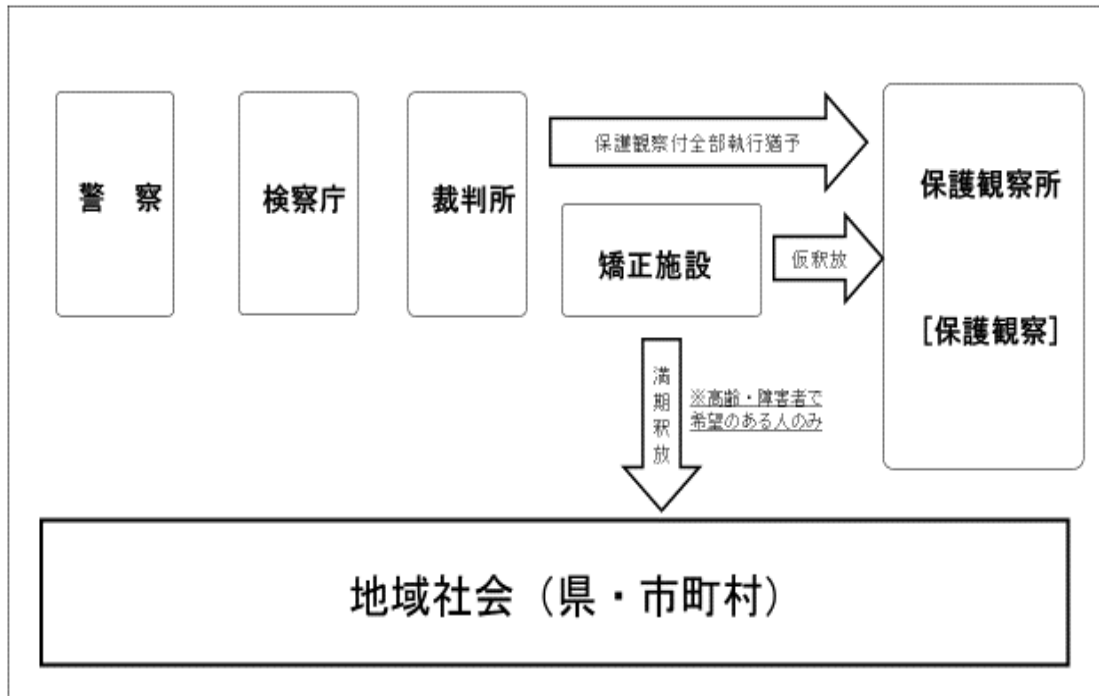 警　察
検察庁
裁判所
保護観察付全部執行猶予
矯正施設
仮釈放
保護観察所
[保護観察]
満期釈放
※高齢・障害者で
希望のある人のみ
地域社会（県・市町村）